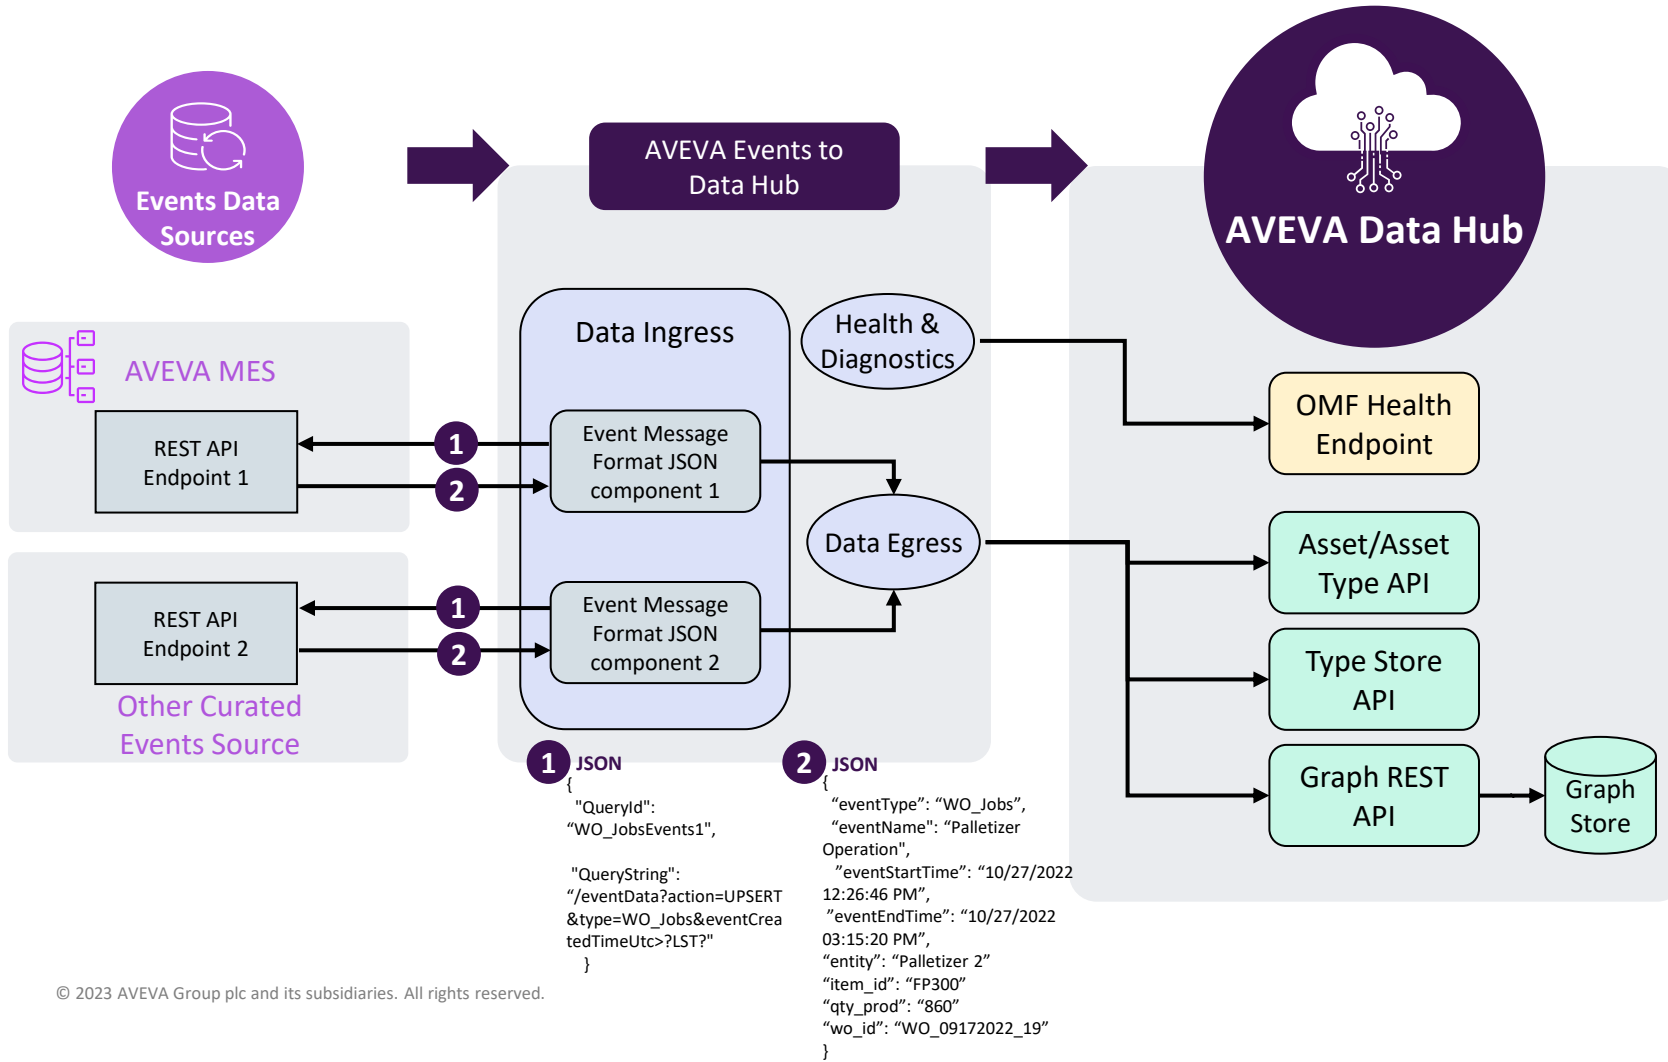 Events Data
Sources
AVEVA Events to
Data Hub
AVEVA Data Hub
AVEVA MES
REST API
Endpoint 1
1
2
REST API
Endpoint 2
Other Curated
Events Source
1
2
Data Ingress
Event Message
Format JSON
component 1
Event Message
Format JSON
component 2
Health &
Diagnostics
Data Egress
OMF Health
Endpoint
Asset/Asset
Type API
Type Store
API
Graph REST
API
Graph
Store
1 JSON
{
"QueryId":
“WO_JobsEvents1",
"QueryString":
“/eventData?action=UPSERT
&type=WO_Jobs&eventCrea
tedTimeUtc>?LST?"
}
2 JSON
{
“eventType”: “WO_Jobs”,
“eventName": “Palletizer
Operation",
”eventStartTime”: “10/27/2022
12:26:46 PM”,
”eventEndTime”: “10/27/2022
03:15:20 PM”,
“entity”: “Palletizer 2”
“item_id”: “FP300”
“qty_prod”: “860”
“wo_id”: “WO_09172022_19”
}
© 2023 AVEVA Group plc and its subsidiaries. All rights reserved.